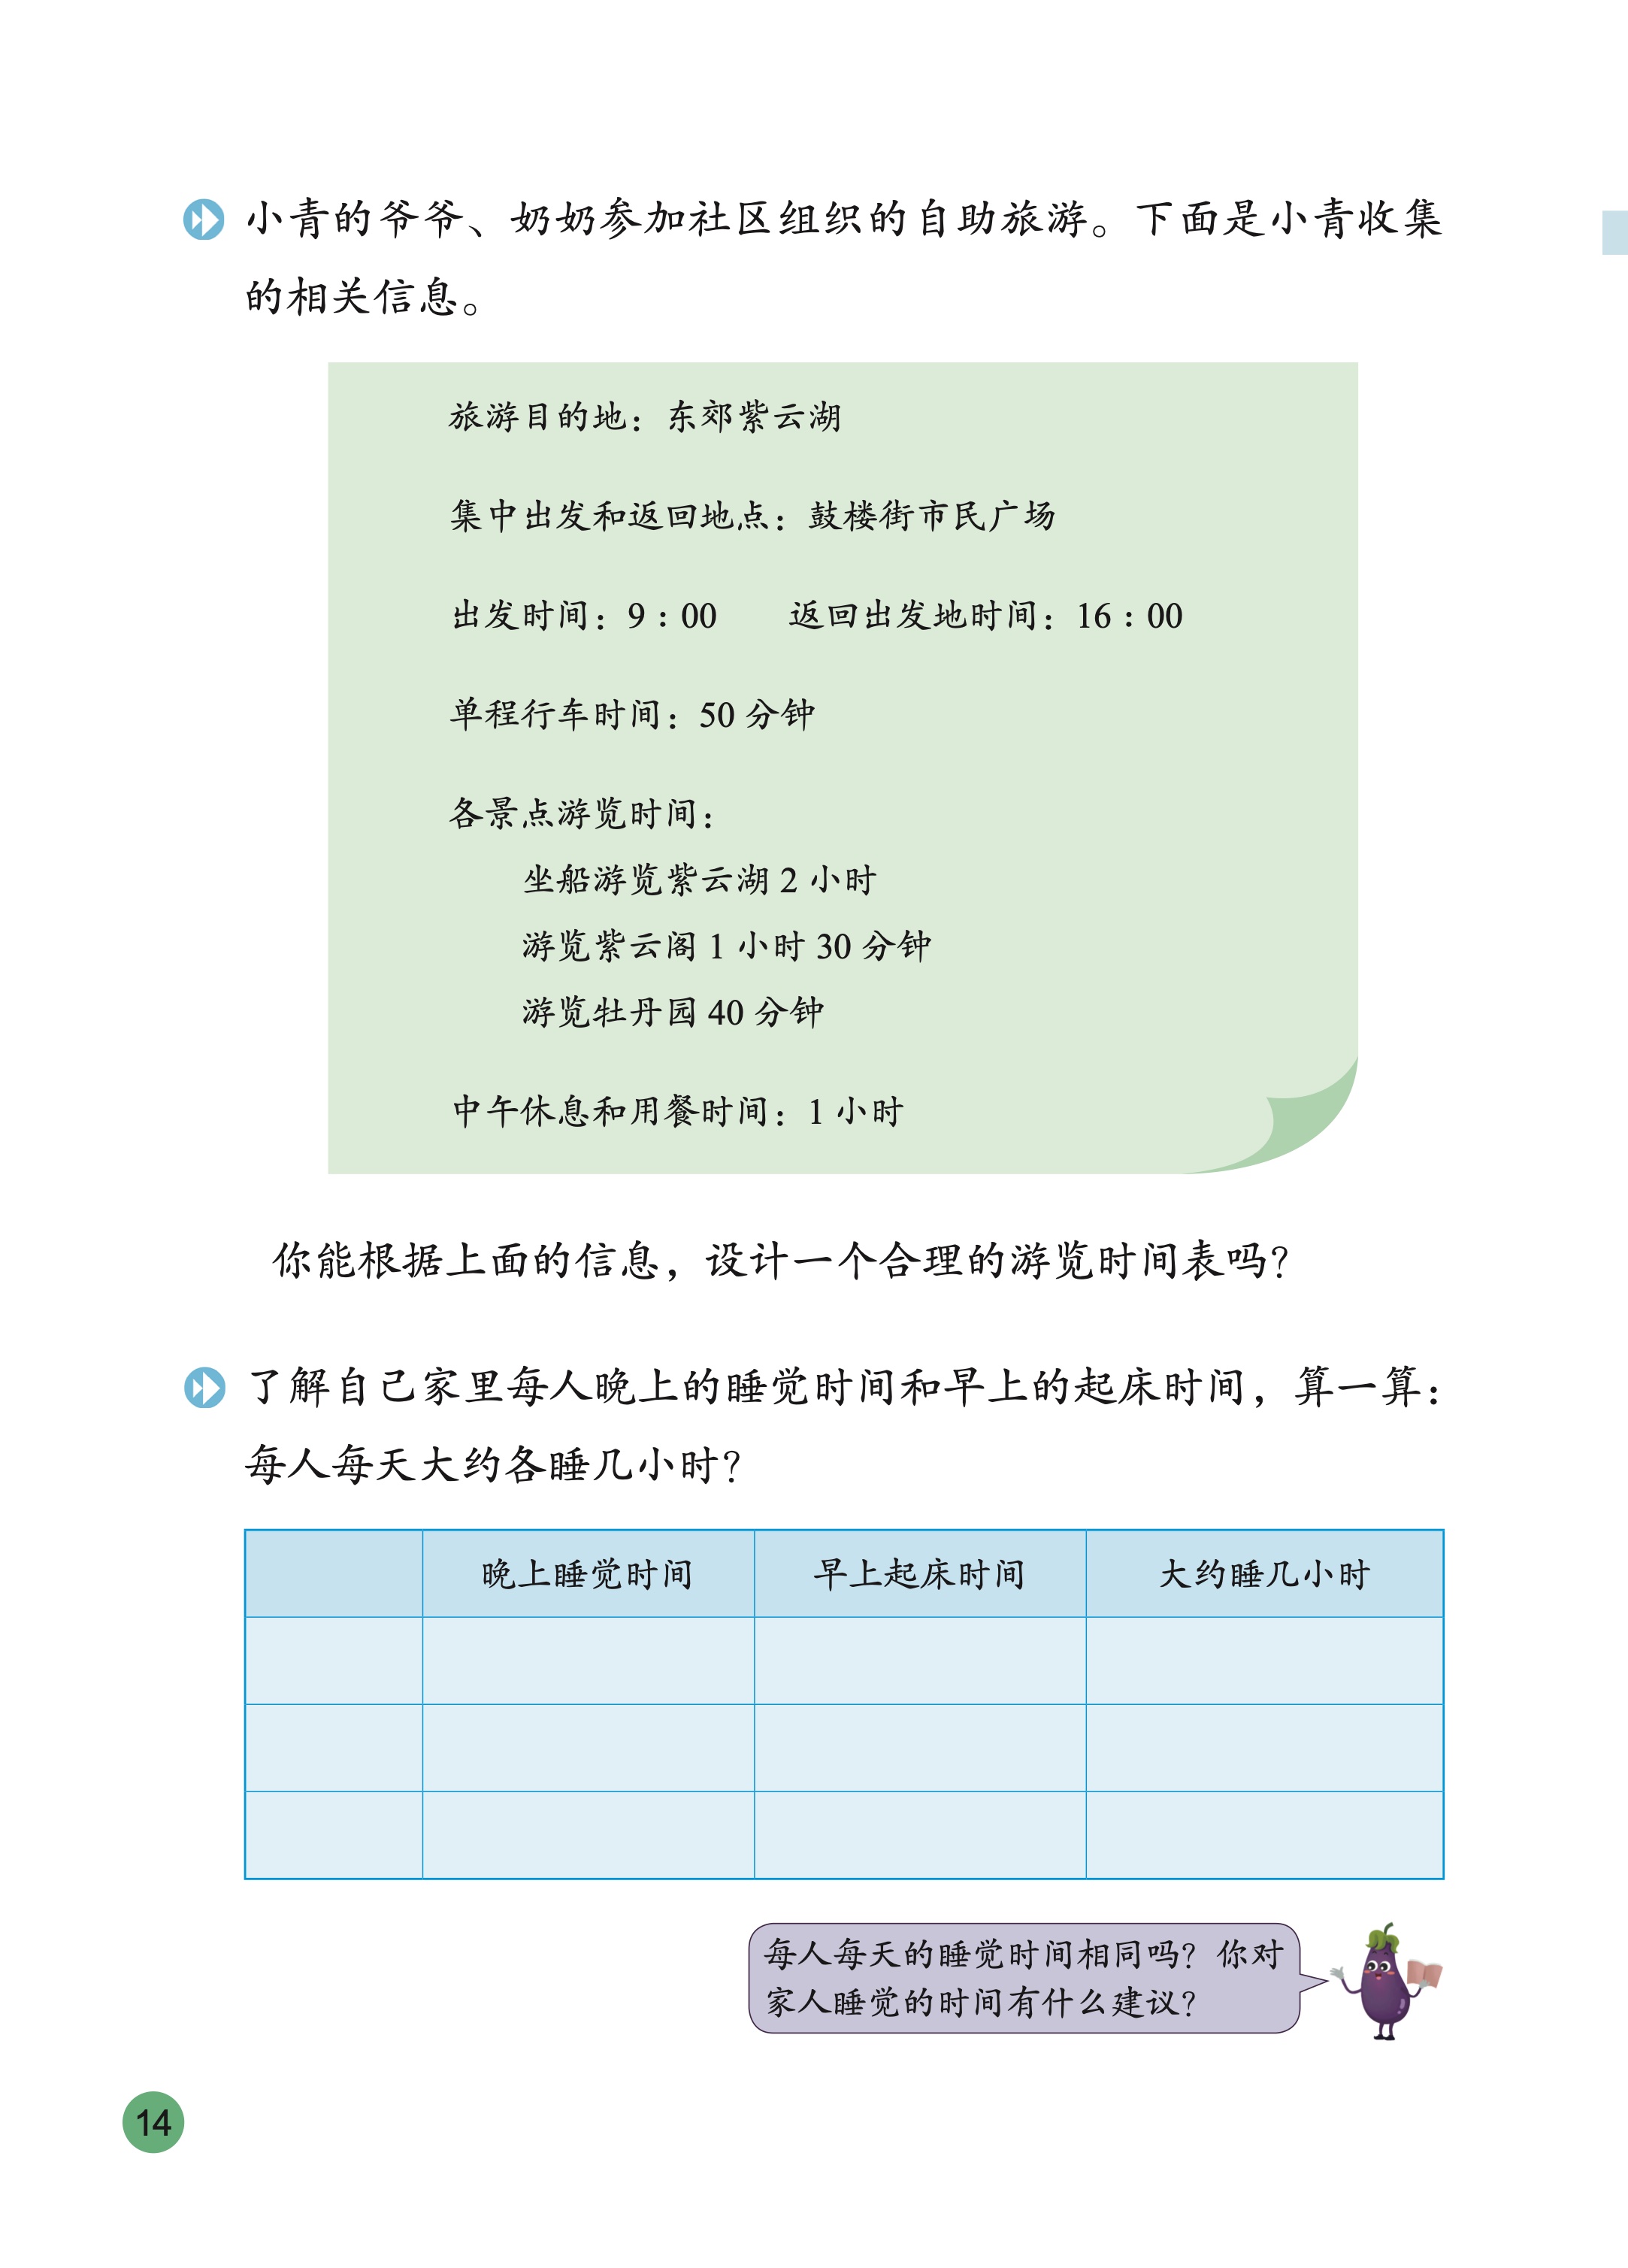 小青的爷爷、奶奶参加社区组织的自助旅游。下面是小青收集
的相关信息。
旅游目的地：东郊紫云湖
集中出发和返回地点：鼓楼街市民广场
出发时间：9：00　　返回出发地时间：16：00
单程行车时间：50 分钟
各景点游览时间：
坐船游览紫云湖 2 小时
游览紫云阁 1 小时 30 分钟
游览牡丹园 40 分钟
中午休息和用餐时间：1 小时
你能根据上面的信息，设计一个合理的游览时间表吗？
了解自己家里每人晚上的睡觉时间和早上的起床时间，算一算：
每人每天大约各睡几小时？
晚上睡觉时间　早上起床时间　大约睡几小时
每人每天的睡觉时间相同吗？你对
家人睡觉的时间有什么建议？
14